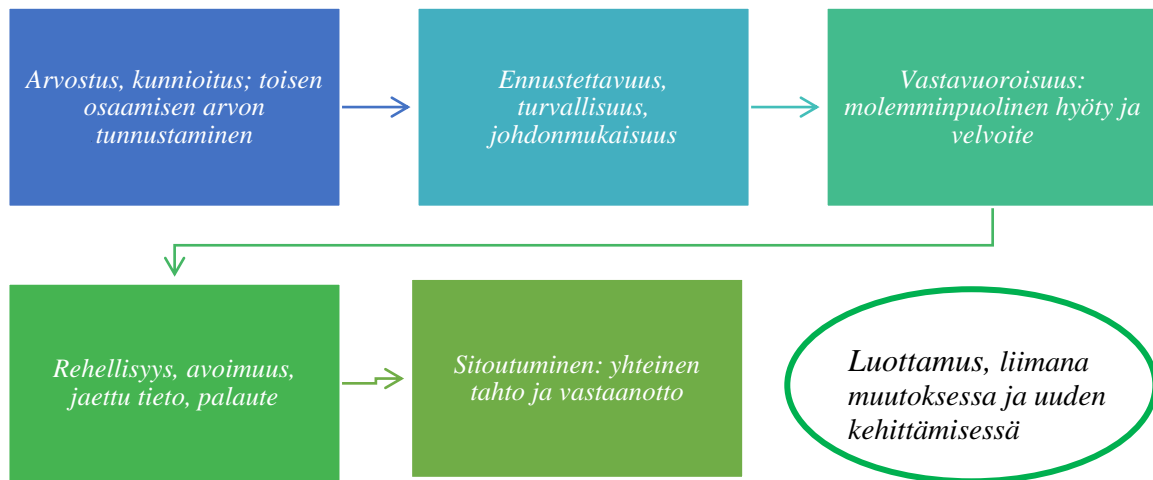 Arvostus, kunnioitus; toisen
osaamisen arvon
tunnustaminen
Ennustettavuus,
turvallisuus,
johdonmukaisuus
Vastavuoroisuus:
molemminpuolinen hyöty ja
velvoite
Rehellisyys, avoimuus,
jaettu tieto, palaute
Sitoutuminen: yhteinen
tahto ja vastaanotto
Luottamus, liimana
muutoksessa ja uuden
kehittämisessä